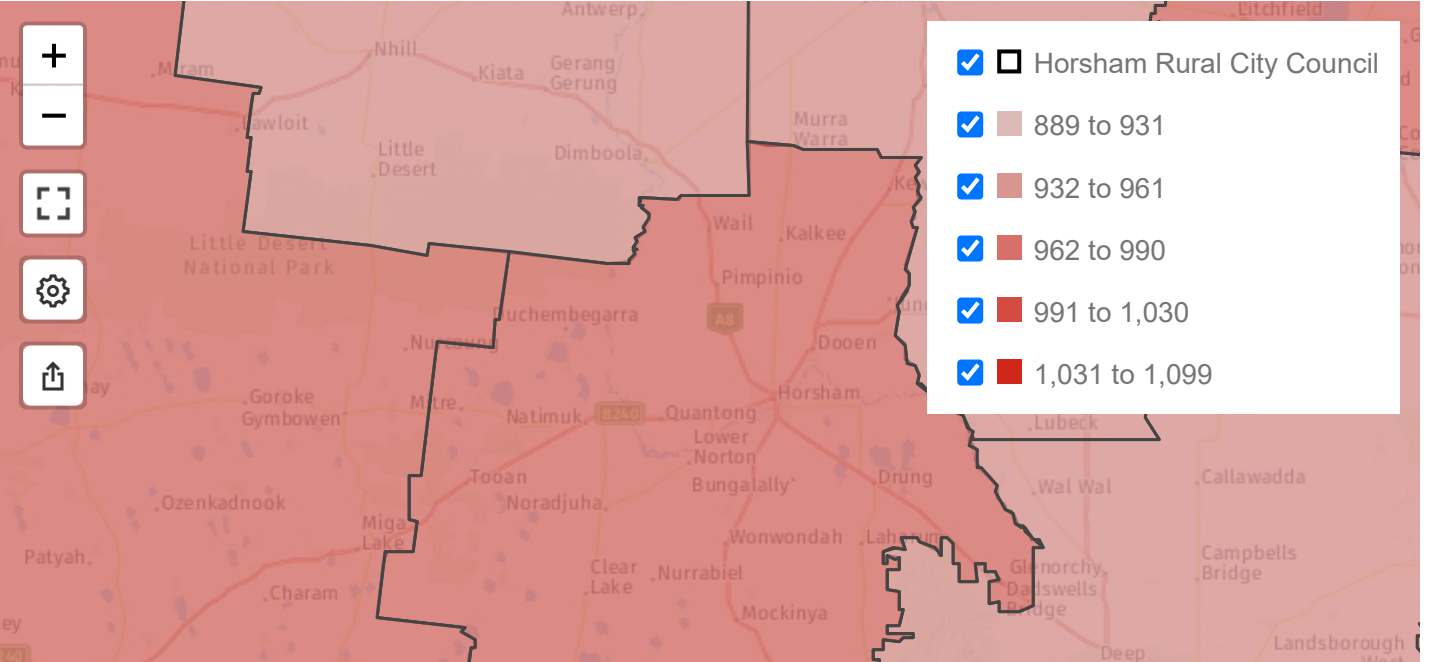 Antwerp
Litchfield
Nhill
Miram
Kiata
Gerang
Gerung
+
−
Horsham Rural City Council
889 to 931
932 to 961
962 to 990
991 to 1,030
1,031 to 1,099
Lawloit
Murra
Warra
Little
Desert
Dimboola
Little Desert
National Park
Wail
Kalkee
Pimpinio
Duchembegarra
A8
Nurcoung
Dooen
Goroke
Gymbowen
Mitre
Natimuk
B240
Quantong
Horsham
Lower
Norton
Lubeck
Tooan
Bungalally
Drung
Wal Wal
Callawadda
Ozenkadnook
Noradjuha
Miga
Lake
Wonwondah
Laharum
Patyah
Clear
Lake
Nurrabiel
Glenorchy
Dadswells
Bridge
Campbells
Bridge
Charam
Mockinya
Deep
Landsborough
West